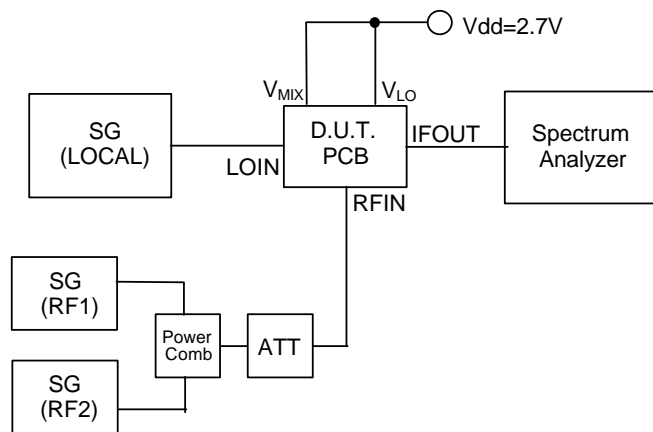 Vdd=2.7V
VMIX
VLO
SG
(LOCAL)
LOIN
D.U.T.
PCB
IFOUT
RFIN
Spectrum
Analyzer
SG
(RF1)
Power
Comb
ATT
SG
(RF2)